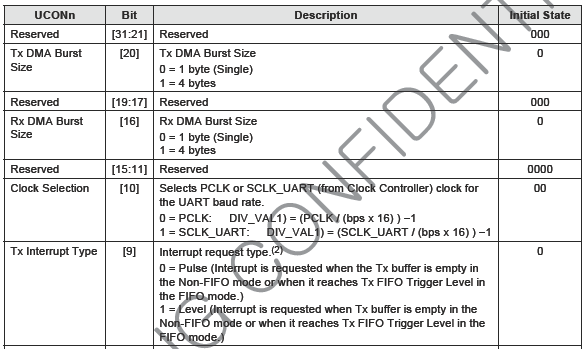 UCONn Bit Description Initial State
Reserved [31:21] Reserved 000
Tx DMA Burst [20] Tx DMA Burst Size 0
Size 0 = 1 byte (Single)
1 = 4 bytes
Reserved [19:17] Reserved 000
Rx DMA Burst [16] Rx DMA Burst Size 0
Size 0 = 1 byte (Single)
1 = 4 bytes
Reserved [15:11] Reserved 0000
Clock Selection [10] Selects PCLK or SCLK_UART (from Clock Controller) clock for 00
the UART baud rate.
0 = PCLK: DIV_VAL1) = (PCLK / (bps x 16) ) –1
1 = SCLK_UART: DIV_VAL1) = (SCLK_UART / (bps x 16) ) –1
Tx Interrupt Type [9] Interrupt request type.(2) 0
0 = Pulse (Interrupt is requested when the Tx buffer is empty in
the Non-FIFO mode or when it reaches Tx FIFO Trigger Level in
the FIFO mode.)
1 = Level (Interrupt is requested when Tx buffer is empty in the
Non-FIFO mode or when it reaches Tx FIFO Trigger Level in the
FIFO mode.)